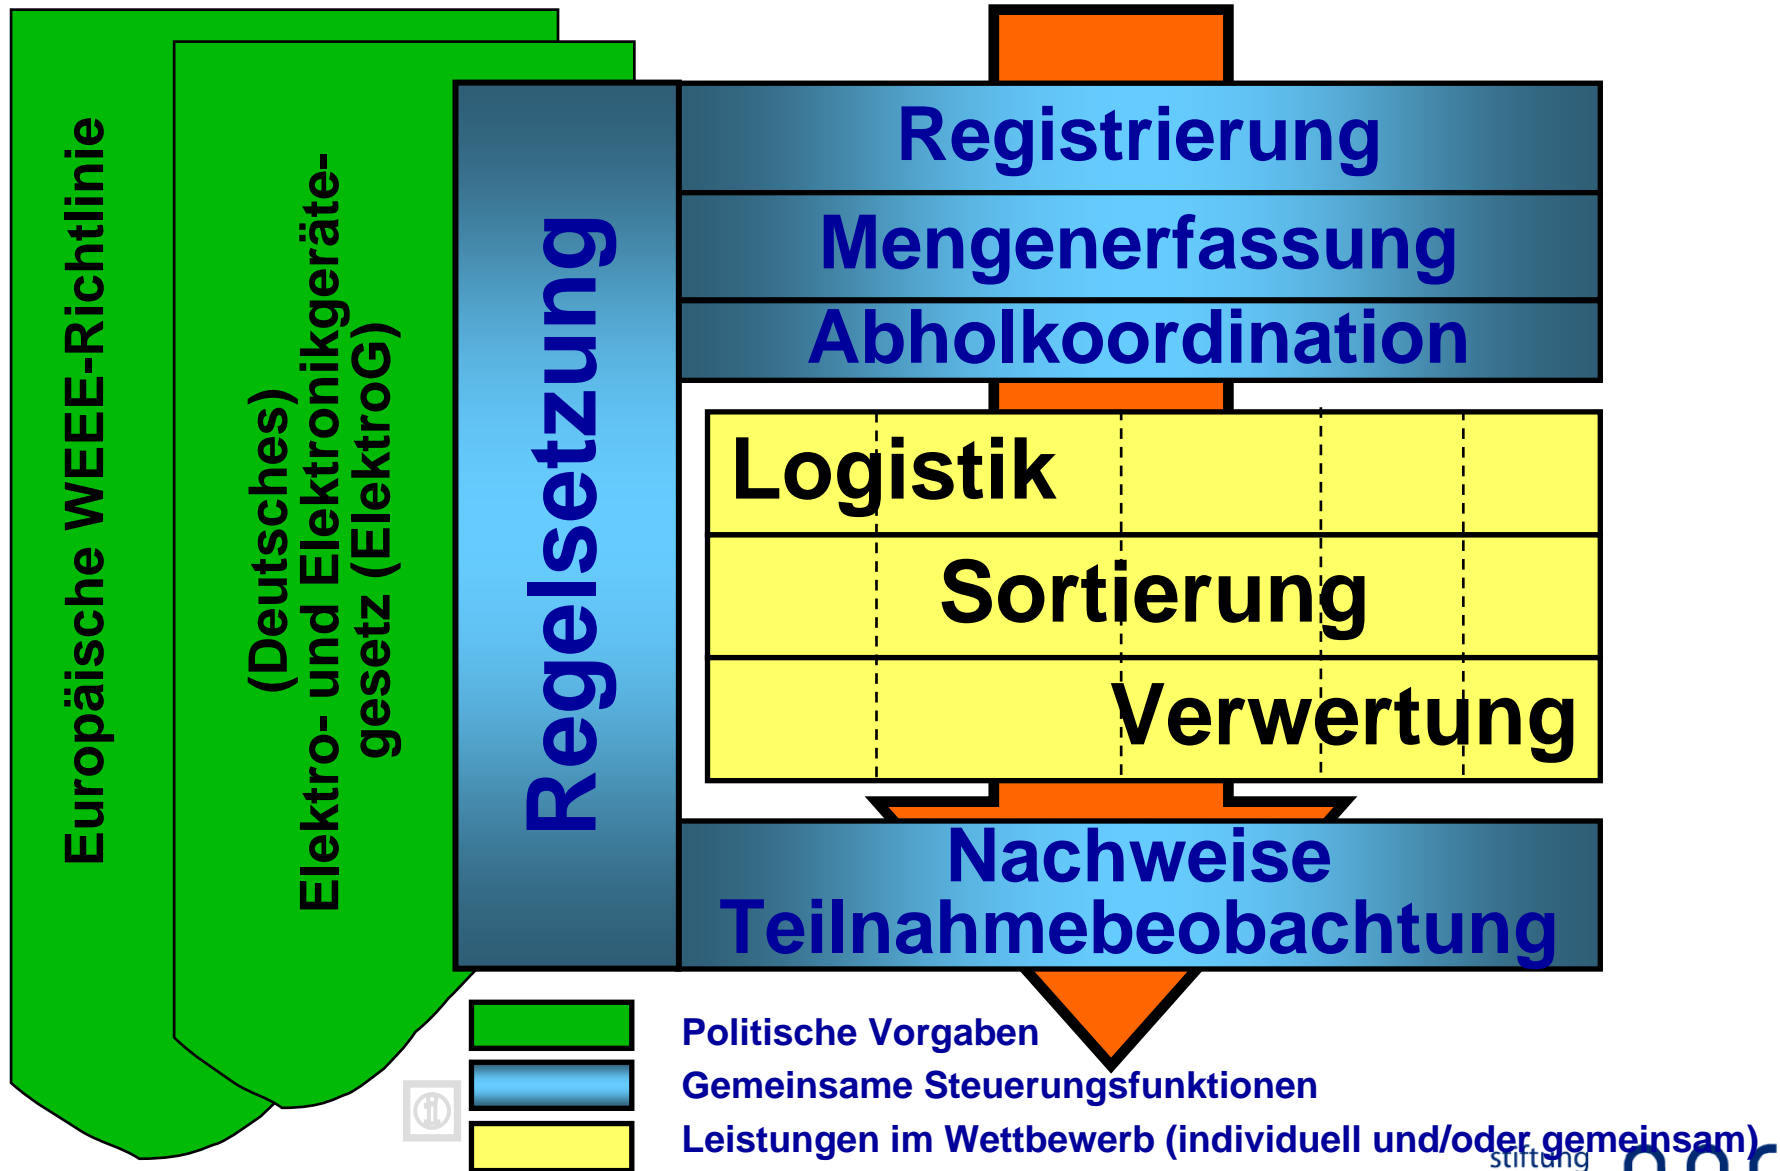 Europäische WEEE-Richtlinie
(Deutsches)
Elektro- und Elektronikgeräte-
gesetz (ElektroG)
Regelsetzung
Registrierung
Mengenerfassung
Abholkoordination
Logistik
Sortierung
Verwertung
Nachweise
Teilnahmebeobachtung
Politische Vorgaben
Gemeinsame Steuerungsfunktionen
Leistungen im Wettbewerb (individuell und/oder gemeinsam)
stiftung